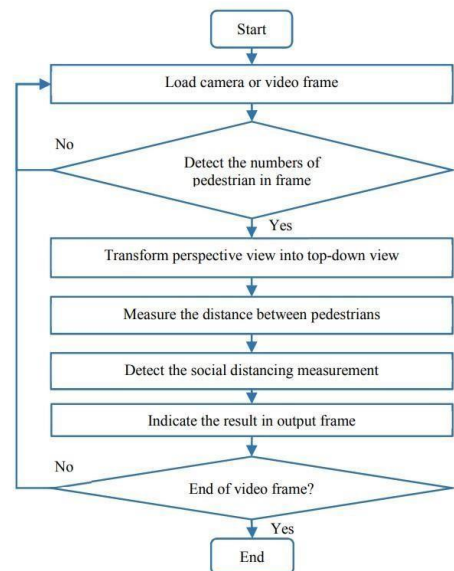 Start
Load camera or video frame
No
Detect the numbers of
pedestrian in frame
Yes
Transform perspective view into top-down view
Measure the distance between pedestrians
Detect the social distancing measurement
Indicate the result in output frame
No
End of video frame?
Yes
End